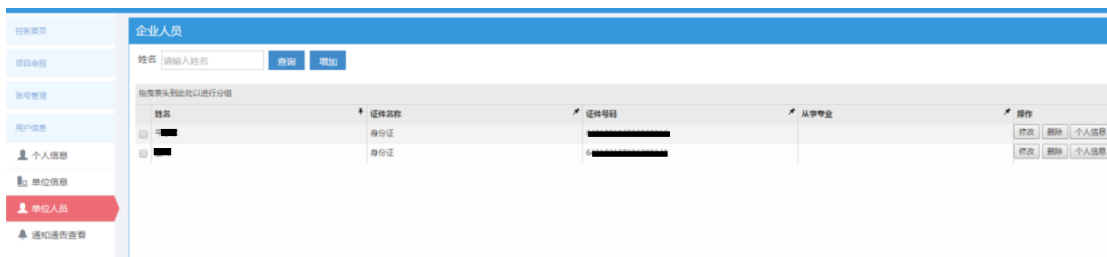 控制首页
项目申报
账号管理
用户信息
个人信息
单位信息
单位人员
通知通告查看
企业人员
姓名 请输入姓名 查询 增加
拖曳表头到此处以进行分组
姓名 证件名称 证件号码 从事专业 操作
身份证 修改 删除 个人信息
身份证 修改 删除 个人信息